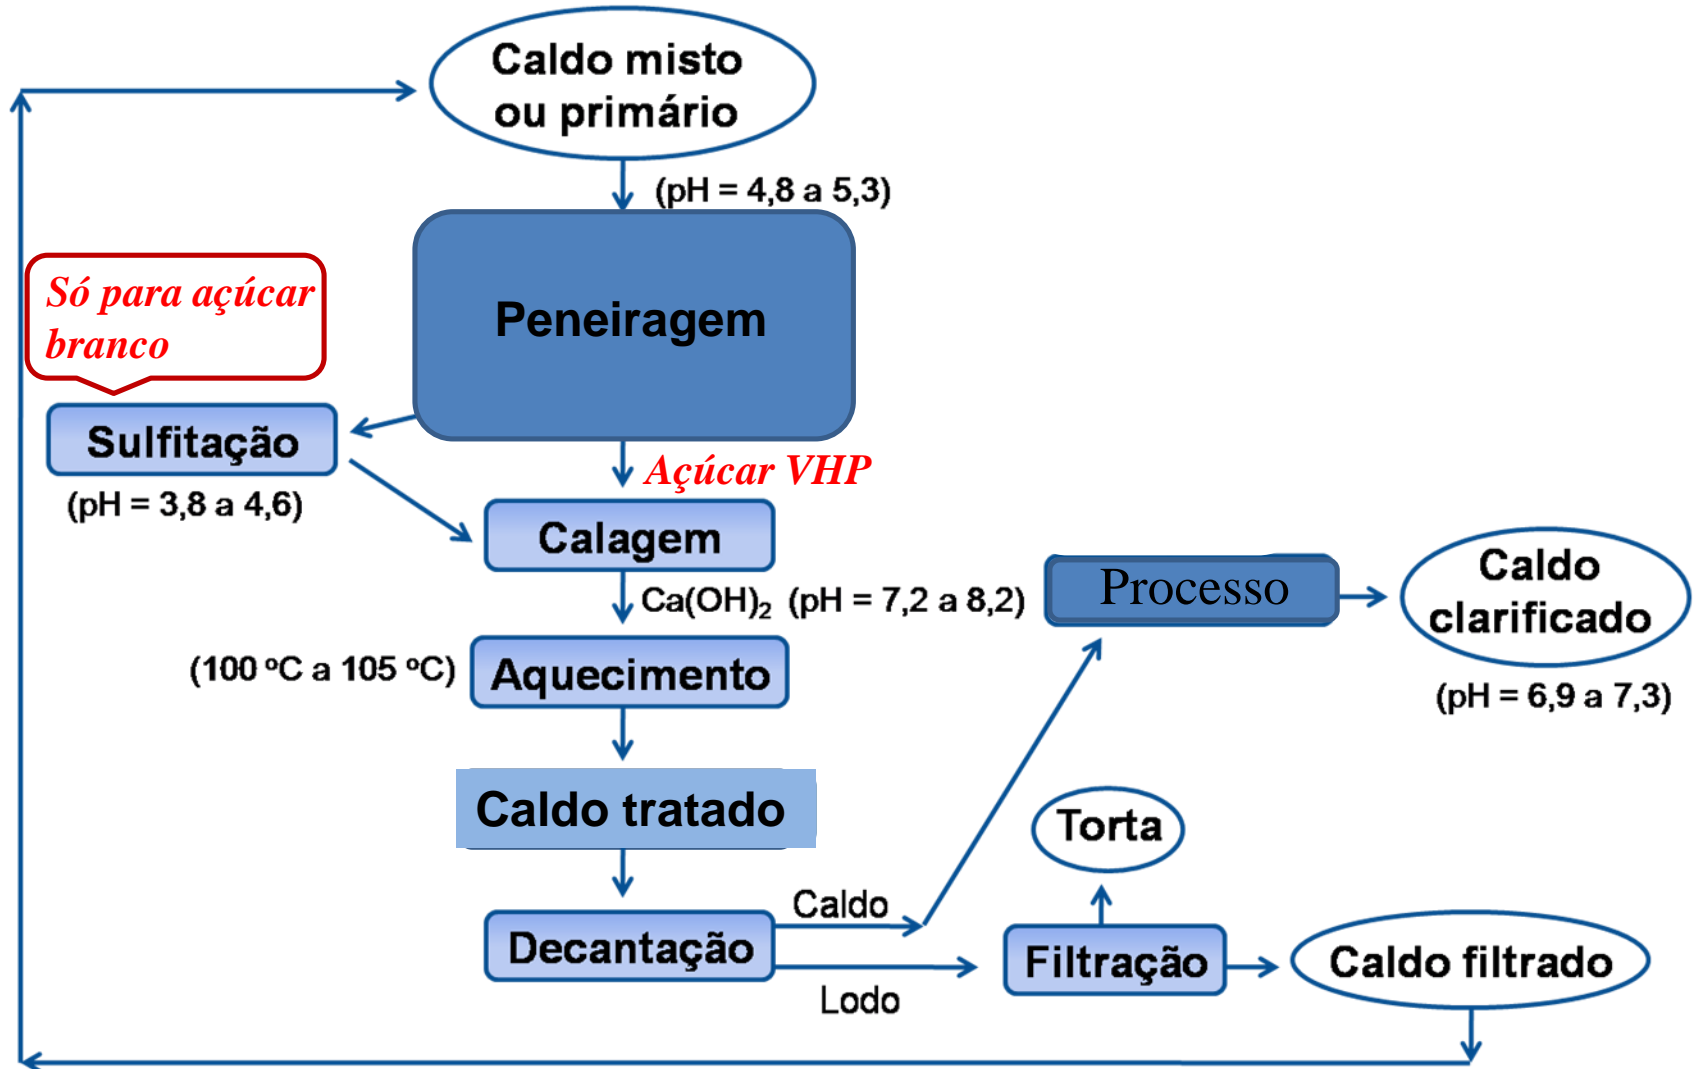 Caldo misto
ou primário
(pH = 4,8 a 5,3)
Peneiragem
Só para açúcar
branco
Sulfitação
(pH = 3,8 a 4,6)
Açúcar VHP
Calagem
Ca(OH)₂ (pH = 7,2 a 8,2)
Processo
Caldo
clarificado
(pH = 6,9 a 7,3)
(100 ºC a 105 ºC)
Aquecimento
Caldo tratado
Torta
Decantação
Caldo
Lodo
Filtração
Caldo filtrado